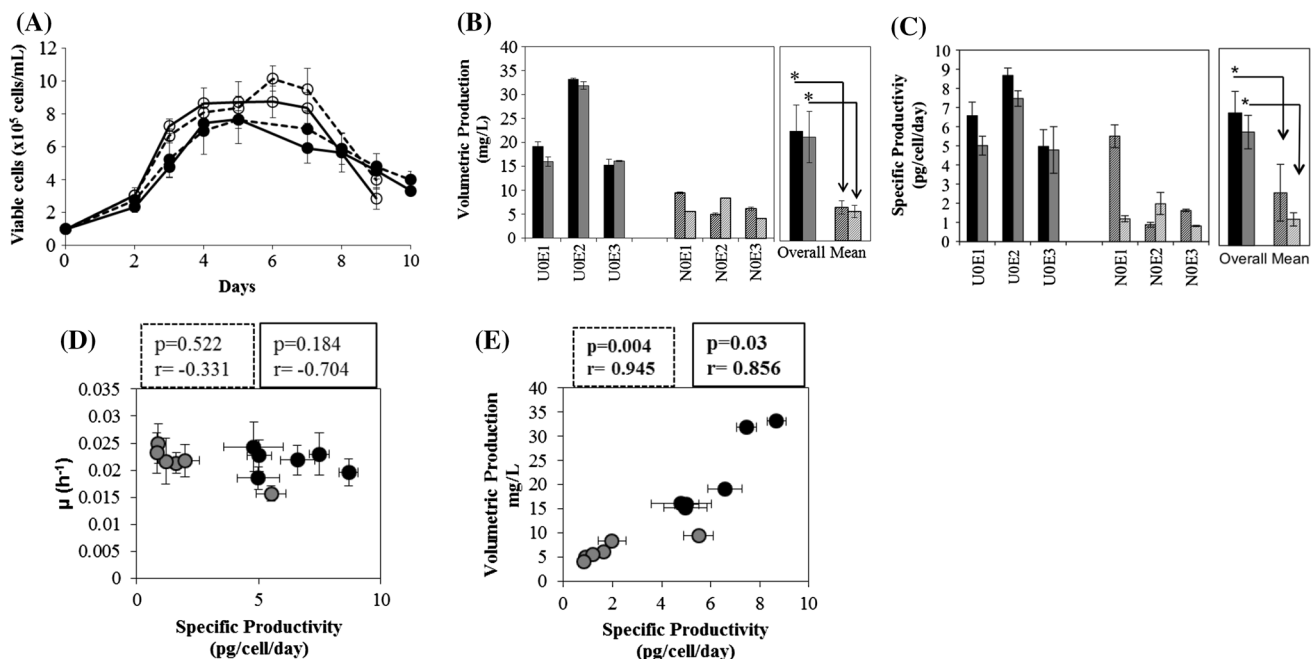 (A)
Viable cells (x10⁵ cells/mL)
12
10
8
6
4
2
0
0 2 4 6 8 10
Days
(B)
Volumetric Production
(mg/L)
40
35
30
25
20
15
10
5
0
U0E1 U0E2 U0E3 N0E1 N0E2 N0E3
*
*
Overall Mean
(C)
Specific Productivity
(pg/cell/day)
10
9
8
7
6
5
4
3
2
1
0
U0E1 U0E2 U0E3 N0E1 N0E2 N0E3
*
*
Overall Mean
(D)
p=0.522
r= -0.331
p=0.184
r= -0.704
μ (h⁻¹)
0.035
0.03
0.025
0.02
0.015
0.01
0.005
0
0 5 10
Specific Productivity
(pg/cell/day)
(E)
p=0.004
r= 0.945
p=0.03
r= 0.856
Volumetric Production
mg/L
40
35
30
25
20
15
10
5
0
0 2 4 6 8 10
Specific Productivity
(pg/cell/day)